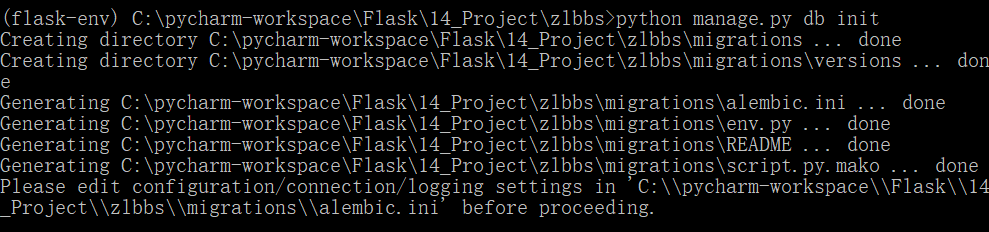 (flask-env) C:\pycharm-workspace\Flask\14_Project\zlbbs>python manage.py db init
Creating directory C:\pycharm-workspace\Flask\14_Project\zlbbs\migrations ... done
Creating directory C:\pycharm-workspace\Flask\14_Project\zlbbs\migrations\versions ... don
e
Generating C:\pycharm-workspace\Flask\14_Project\zlbbs\migrations\alembic.ini ... done
Generating C:\pycharm-workspace\Flask\14_Project\zlbbs\migrations\env.py ... done
Generating C:\pycharm-workspace\Flask\14_Project\zlbbs\migrations\README ... done
Generating C:\pycharm-workspace\Flask\14_Project\zlbbs\migrations\script.py.mako ... done
Please edit configuration/connection/logging settings in 'C:\\pycharm-workspace\\Flask\\14
_Project\\zlbbs\\migrations\\alembic.ini' before proceeding.